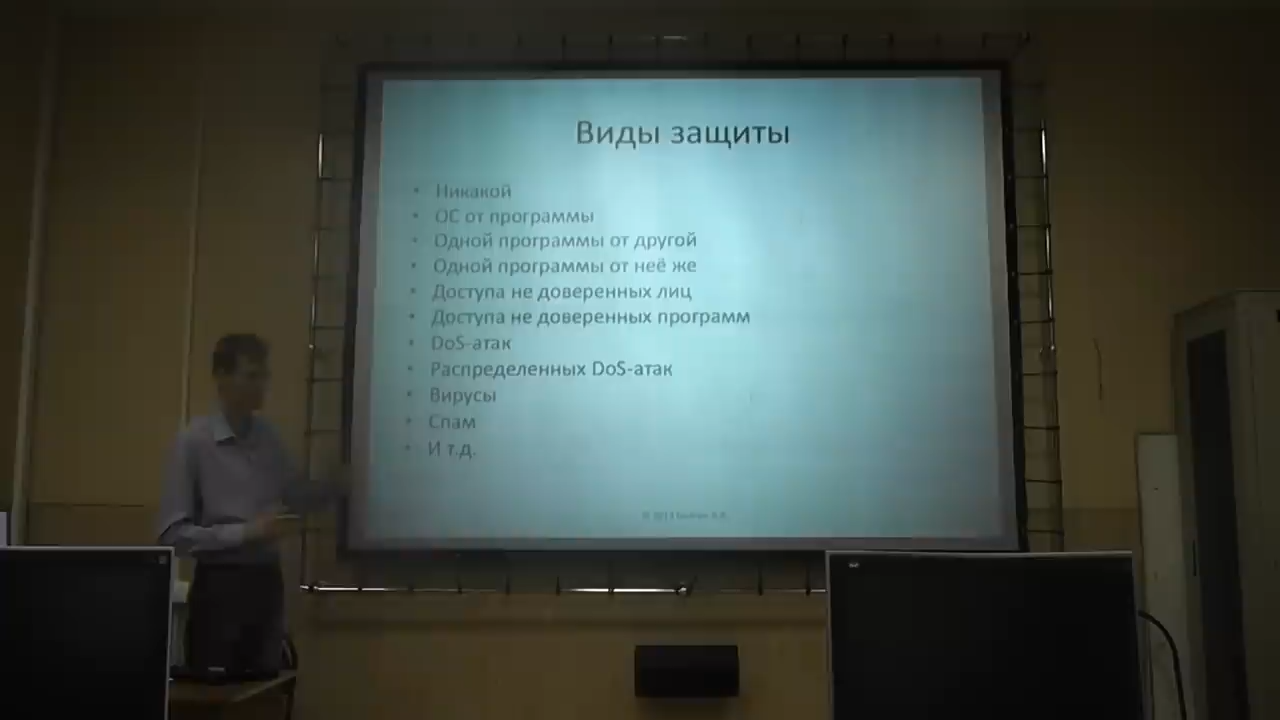 Виды защиты
• Никакой
• ОС от программы
• Одной программы от другой
• Одной программы от неё же
• Доступа не доверенных лиц
• Доступа не доверенных программ
• DoS-атак
• Распределенных DoS-атак
• Вирусы
• Спам
• И т.д.